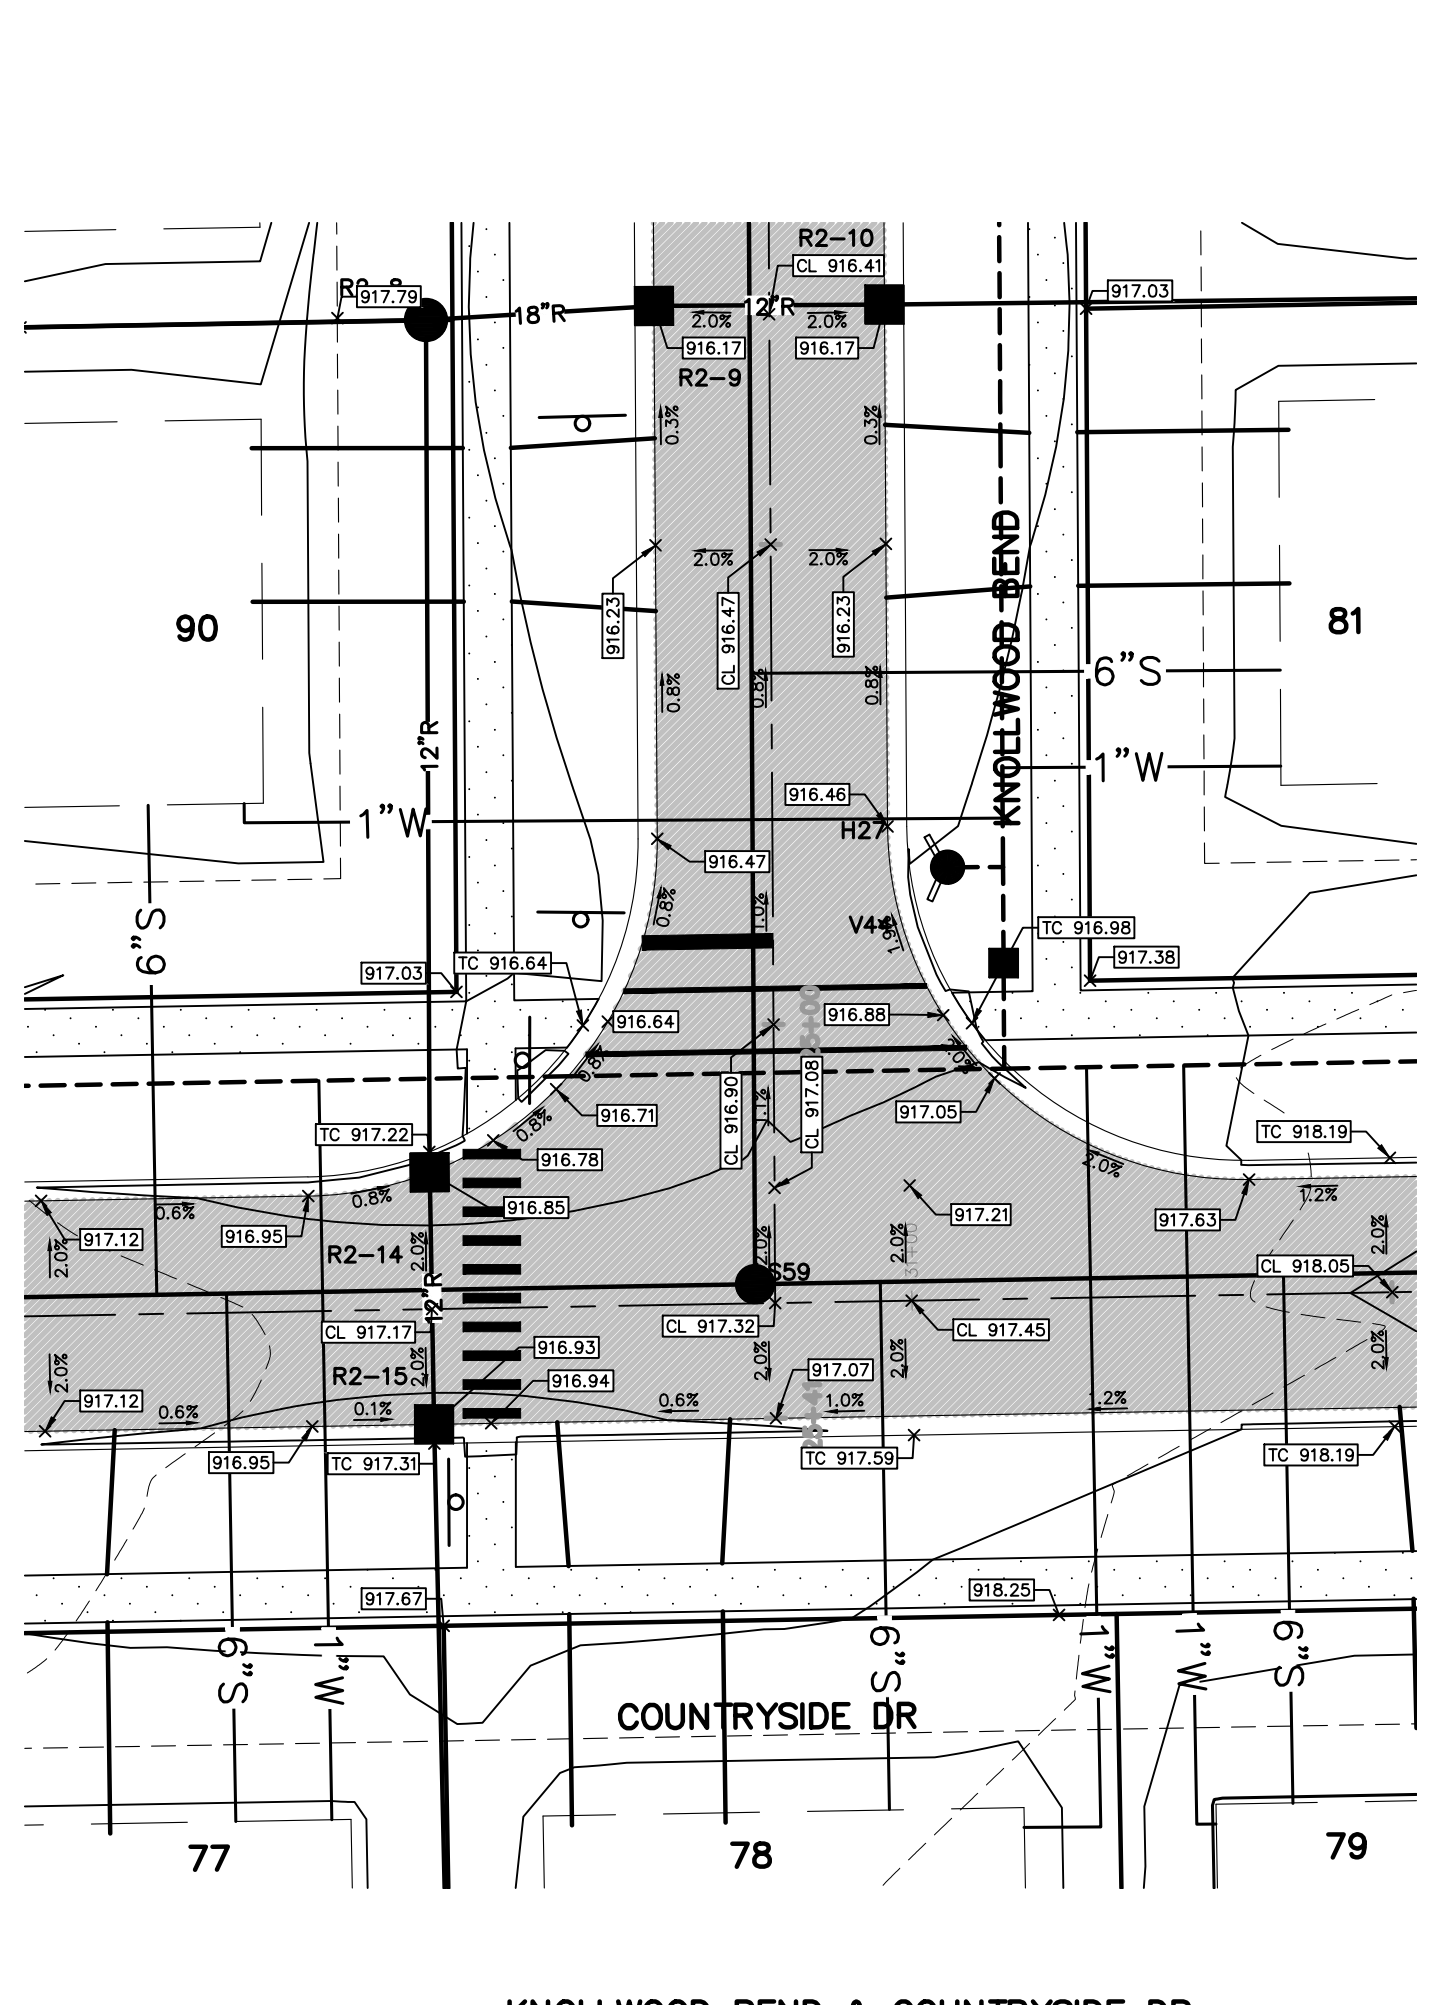 R2-10
CL 916.41
917.79
917.03
18"R
12"R
2.0%
2.0%
916.17
916.17
R2-9
0.3%
0.3%
2.0%
2.0%
916.23
CL 916.47
916.23
KNOLLWOOD BEND
90
81
6"S
0.8%
0.8%
0.8%
12"R
1"W
916.46
1"W
H27
916.47
0.8%
1.0%
6"S
TC 916.98
917.03
TC 916.64
917.38
916.64
25+00
916.88
0.8%
2.0%
CL 916.90
CL 917.08
916.71
917.05
0.8%
TC 917.22
TC 918.19
916.78
2.0%
0.8%
1.2%
0.6%
916.85
917.21
917.63
917.12
916.95
2.0%
R2-14
2.0%
2.0%
2.0%
31+00
2.0%
S59
CL 918.05
12"R
CL 917.17
CL 917.32
CL 917.45
916.93
2.0%
R2-15
2.0%
916.94
917.07
2.0%
2.0%
2.0%
917.12
0.6%
0.1%
0.6%
1.0%
1.2%
916.95
TC 917.31
TC 917.59
TC 918.19
917.67
918.25
6"S
1"W
6"S
1"W
1"W
6"S
COUNTRYSIDE DR
77
78
79
KNOLLWOOD BEND & COUNTRYSIDE DR